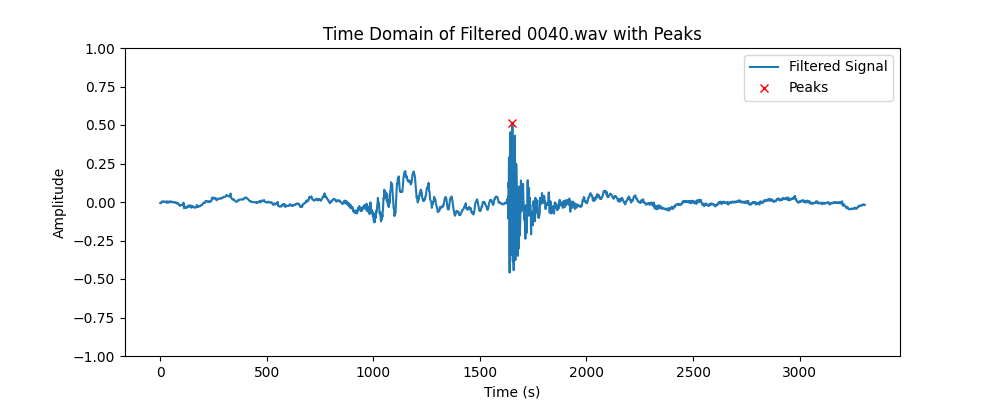 Time Domain of Filtered 0040.wav with Peaks
1.00
0.75
0.50
0.25
0.00
−0.25
−0.50
−0.75
−1.00
Amplitude
Filtered Signal
Peaks
0 500 1000 1500 2000 2500 3000
Time (s)